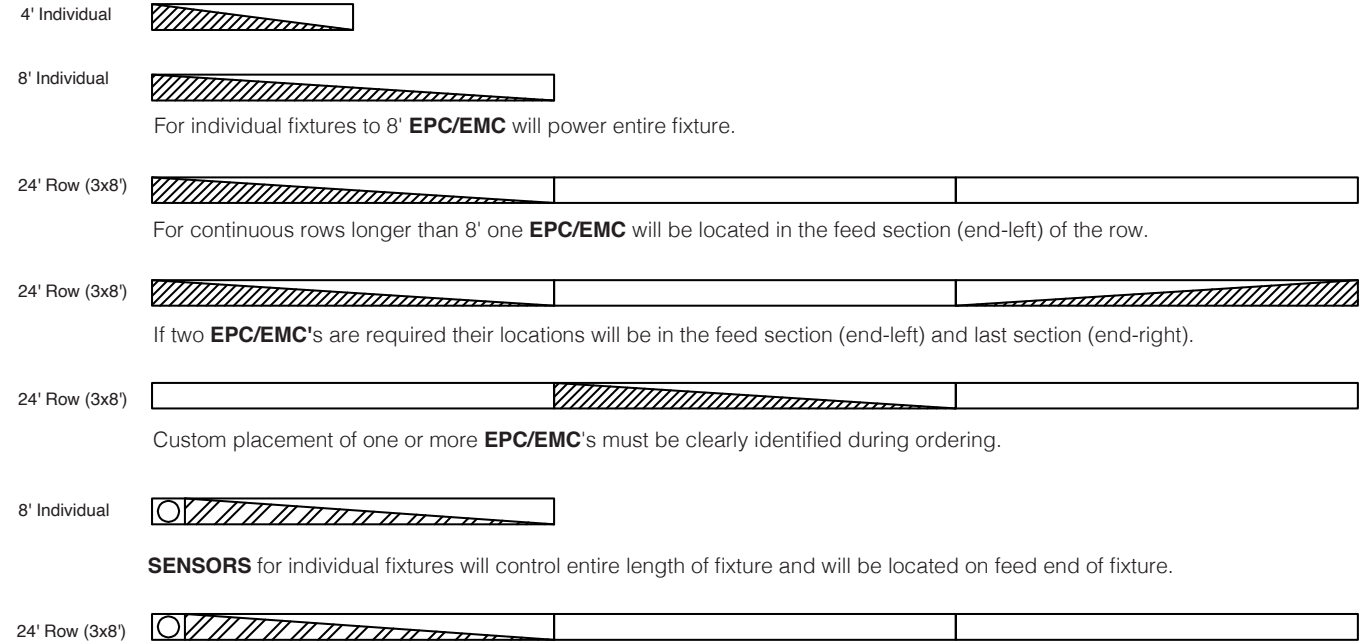 4' Individual
8' Individual
For individual fixtures to 8' EPC/EMC will power entire fixture.
24' Row (3x8')
For continuous rows longer than 8' one EPC/EMC will be located in the feed section (end-left) of the row.
24' Row (3x8')
If two EPC/EMC's are required their locations will be in the feed section (end-left) and last section (end-right).
24' Row (3x8')
Custom placement of one or more EPC/EMC's must be clearly identified during ordering.
8' Individual
SENSORS for individual fixtures will control entire length of fixture and will be located on feed end of fixture.
24' Row (3x8')